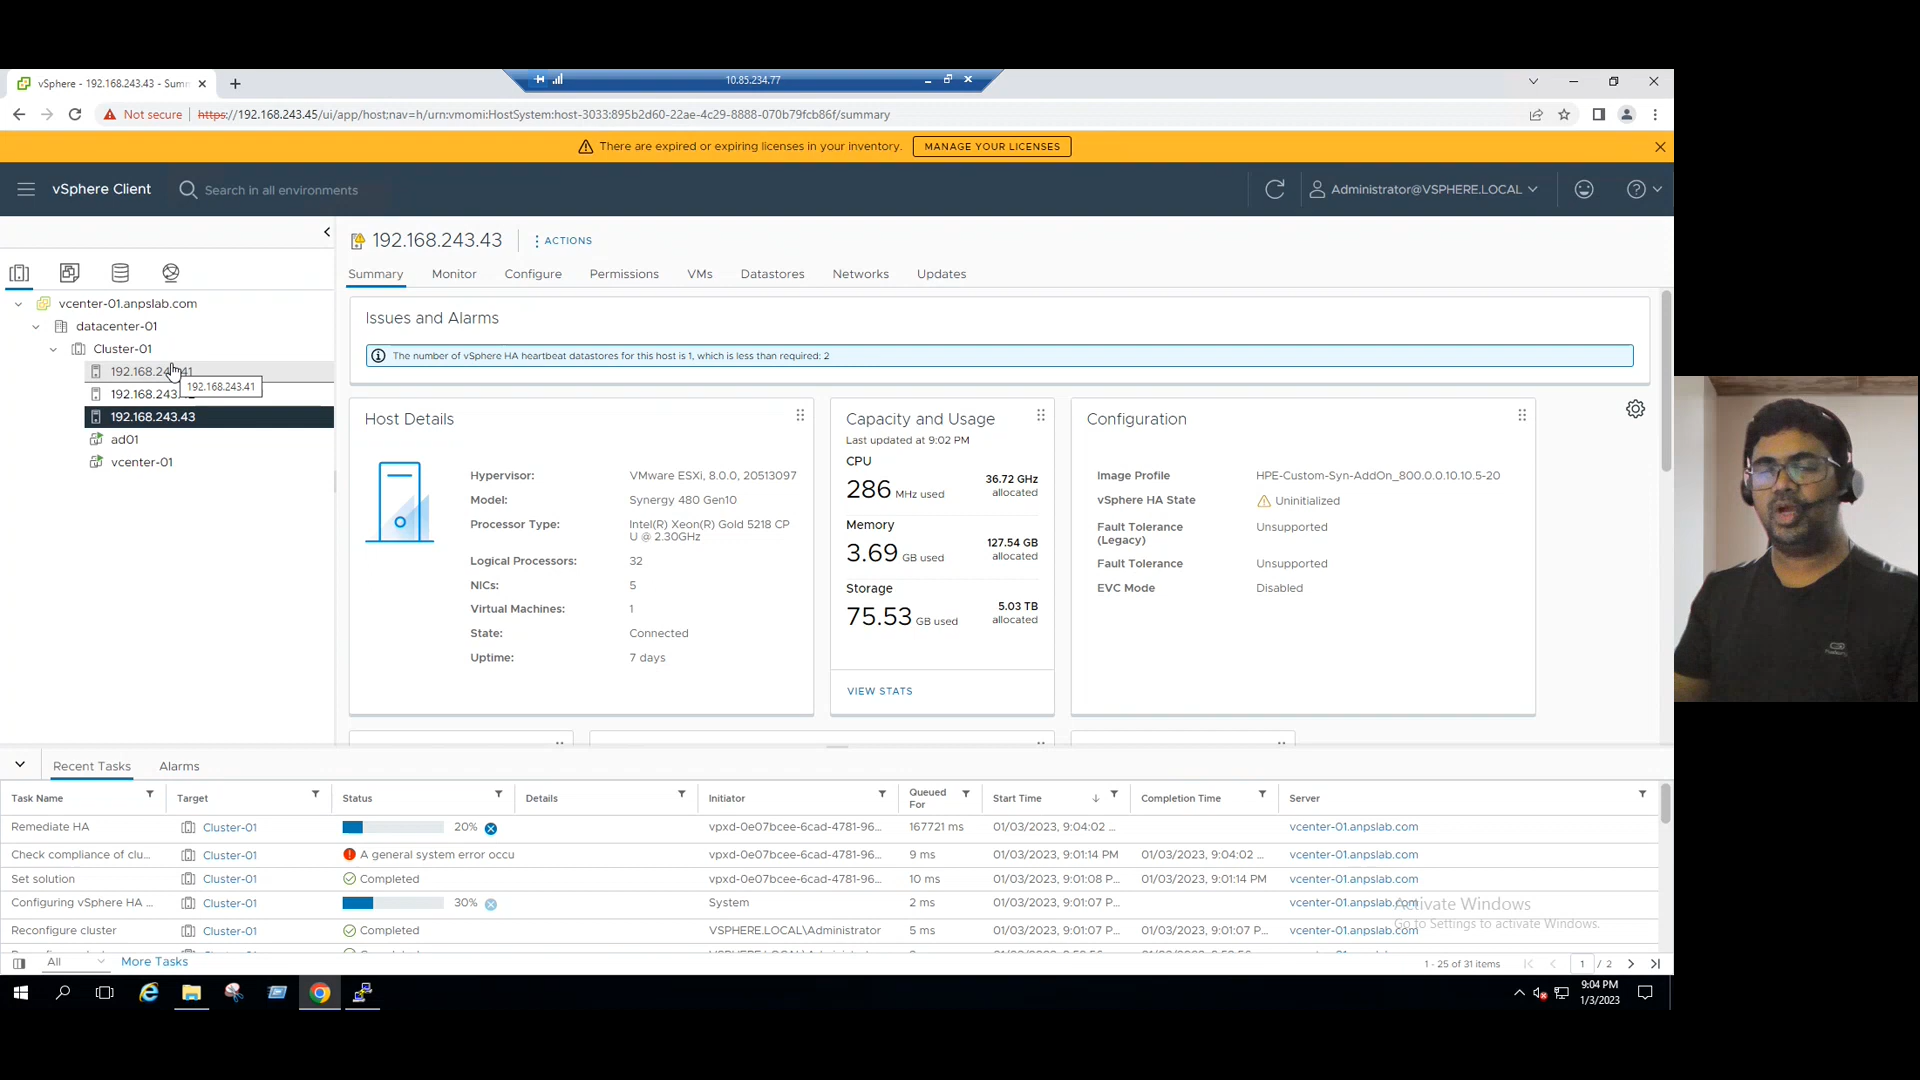 vSphere - 192.168.243.43 - Summ
10.85.234.77
Not secure
https://192.168.243.45/ui/app/host;nav=h/urn:vmomi:HostSystem:host-3033:895b2d60-22ae-4c29-8888-070b79fcb86f/summary
There are expired or expiring licenses in your inventory.
MANAGE YOUR LICENSES
vSphere Client
Search in all environments
Administrator@VSPHERE.LOCAL
192.168.243.43
ACTIONS
Summary Monitor Configure Permissions VMs Datastores Networks Updates
vcenter-01.anpslab.com
datacenter-01
Cluster-01
192.168.24 41
192.168.243.41
192.168.243.
192.168.243.43
ad01
vcenter-01
Issues and Alarms
The number of vSphere HA heartbeat datastores for this host is 1, which is less than required: 2
Host Details
Hypervisor: VMware ESXi, 8.0.0, 20513097
Model: Synergy 480 Gen10
Processor Type: Intel(R) Xeon(R) Gold 5218 CP
U @ 2.30GHz
Logical Processors: 32
NICs: 5
Virtual Machines: 1
State: Connected
Uptime: 7 days
Capacity and Usage
Last updated at 9:02 PM
CPU
286 MHz used
36.72 GHz
allocated
Memory
3.69 GB used
127.54 GB
allocated
Storage
75.53 GB used
5.03 TB
allocated
VIEW STATS
Configuration
Image Profile HPE-Custom-Syn-AddOn_800.0.0.10.10.5-20
vSphere HA State Uninitialized
Fault Tolerance
(Legacy)
Unsupported
Fault Tolerance Unsupported
EVC Mode Disabled
Recent Tasks Alarms
Task Name Target Status Details Initiator Queued
For
Start Time Completion Time Server
Remediate HA Cluster-01 20% vpxd-0e07bcee-6cad-4781-96... 167721 ms 01/03/2023, 9:04:02 ... vcenter-01.anpslab.com
Check compliance of clu... Cluster-01 A general system error occu vpxd-0e07bcee-6cad-4781-96... 9 ms 01/03/2023, 9:01:14 PM 01/03/2023, 9:04:02 ... vcenter-01.anpslab.com
Set solution Cluster-01 Completed vpxd-0e07bcee-6cad-4781-96... 10 ms 01/03/2023, 9:01:08 P... 01/03/2023, 9:01:14 PM vcenter-01.anpslab.com
Configuring vSphere HA ... Cluster-01 30% System 2 ms 01/03/2023, 9:01:07 P... vcenter-01.anpslab.com
Activate Windows
Go to Settings to activate Windows.
Reconfigure cluster Cluster-01 Completed VSPHERE.LOCAL\Administrator 5 ms 01/03/2023, 9:01:07 P... 01/03/2023, 9:01:07 P... vcenter-01.anpslab.com
All More Tasks
1 - 25 of 31 items 1 / 2
9:04 PM
1/3/2023